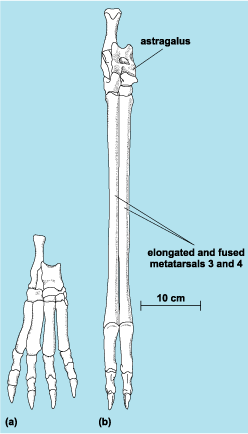 astragalus
elongated and fused
metatarsals 3 and 4
10 cm
(a)
(b)